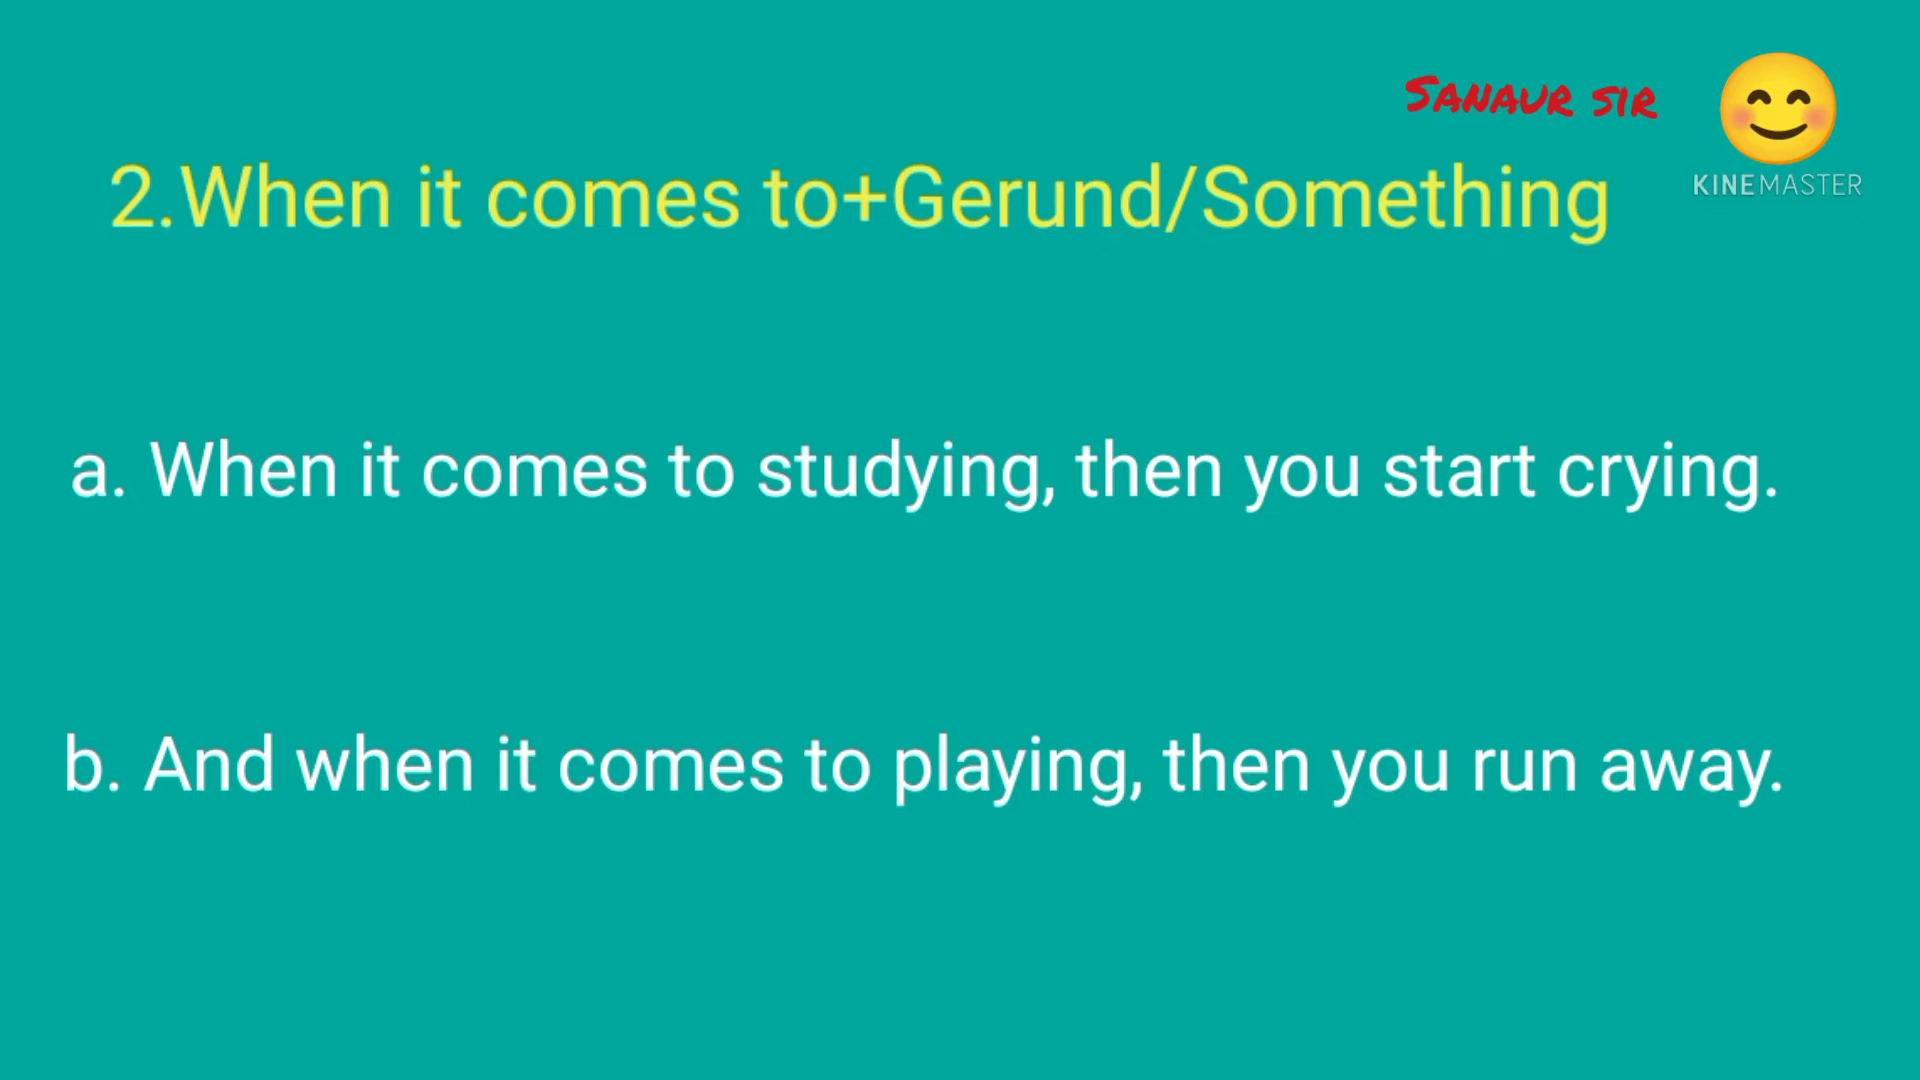 SANAUR SIR
KINEMASTER
2.When it comes to+Gerund/Something
a. When it comes to studying, then you start crying.
b. And when it comes to playing, then you run away.